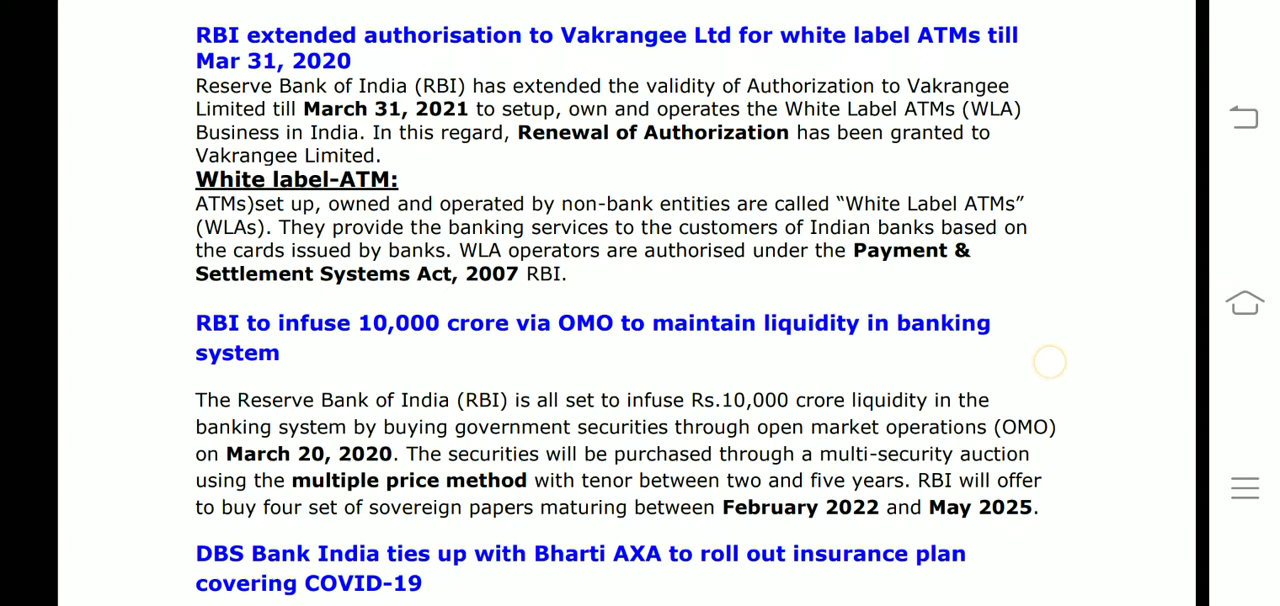 RBI extended authorisation to Vakrangee Ltd for white label ATMs till
Mar 31, 2020
Reserve Bank of India (RBI) has extended the validity of Authorization to Vakrangee
Limited till March 31, 2021 to setup, own and operates the White Label ATMs (WLA)
Business in India. In this regard, Renewal of Authorization has been granted to
Vakrangee Limited.
White label-ATM:
ATMs)set up, owned and operated by non-bank entities are called “White Label ATMs”
(WLAs). They provide the banking services to the customers of Indian banks based on
the cards issued by banks. WLA operators are authorised under the Payment &
Settlement Systems Act, 2007 RBI.
RBI to infuse 10,000 crore via OMO to maintain liquidity in banking
system
The Reserve Bank of India (RBI) is all set to infuse Rs.10,000 crore liquidity in the
banking system by buying government securities through open market operations (OMO)
on March 20, 2020. The securities will be purchased through a multi-security auction
using the multiple price method with tenor between two and five years. RBI will offer
to buy four set of sovereign papers maturing between February 2022 and May 2025.
DBS Bank India ties up with Bharti AXA to roll out insurance plan
covering COVID-19